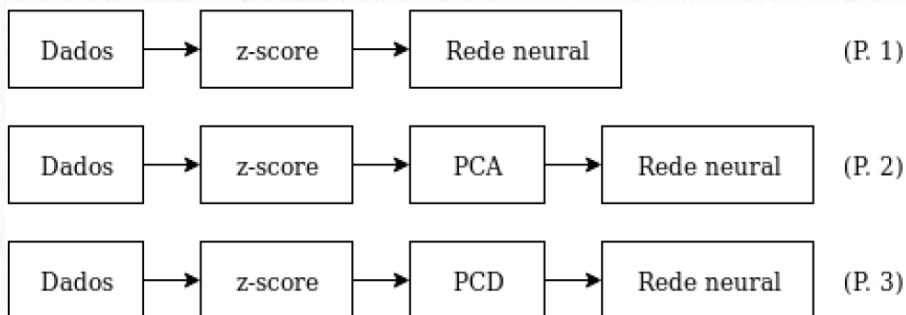 Dados z-score Rede neural (P. 1)
Dados z-score PCA Rede neural (P. 2)
Dados z-score PCD Rede neural (P. 3)